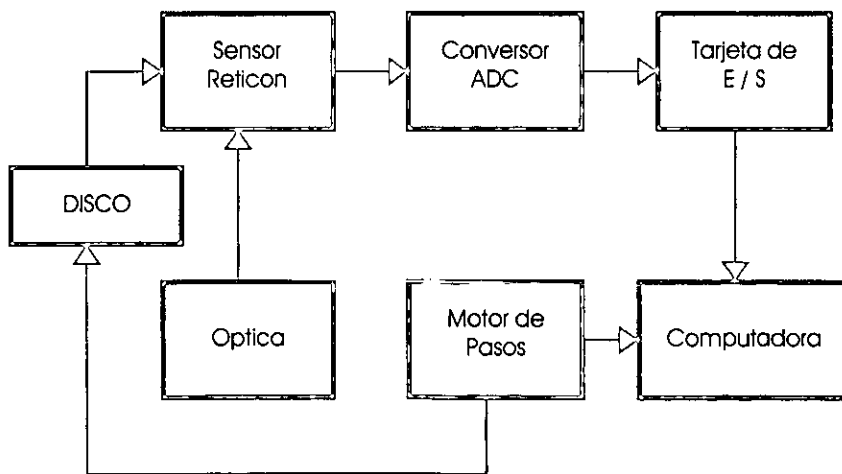 Sensor
Reticon
Conversor
ADC
Tarjeta de
E / S
DISCO
Optica
Motor de
Pasos
Computadora